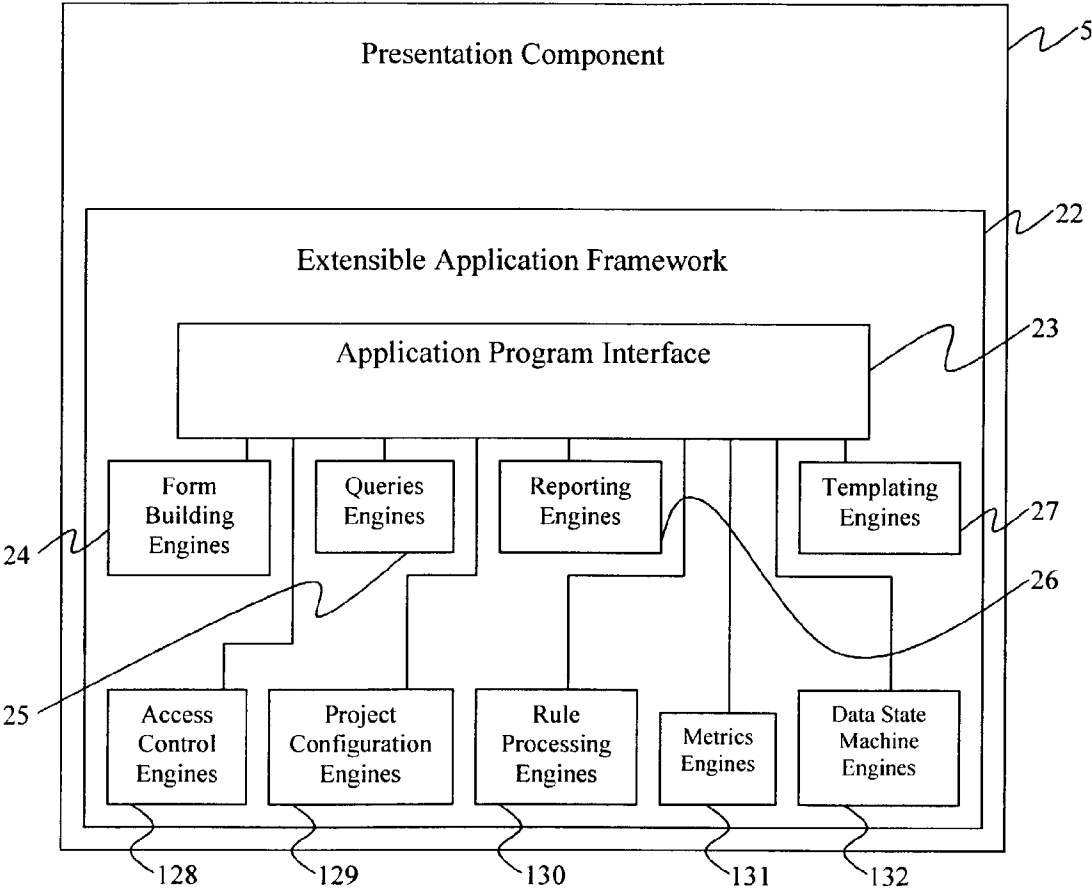 Presentation Component
5
22
Extensible Application Framework
23
Application Program Interface
Form
Building
Engines
Queries
Engines
Reporting
Engines
Templating
Engines
24
27
26
25
Access
Control
Engines
Project
Configuration
Engines
Rule
Processing
Engines
Metrics
Engines
Data State
Machine
Engines
128
129
130
131
132